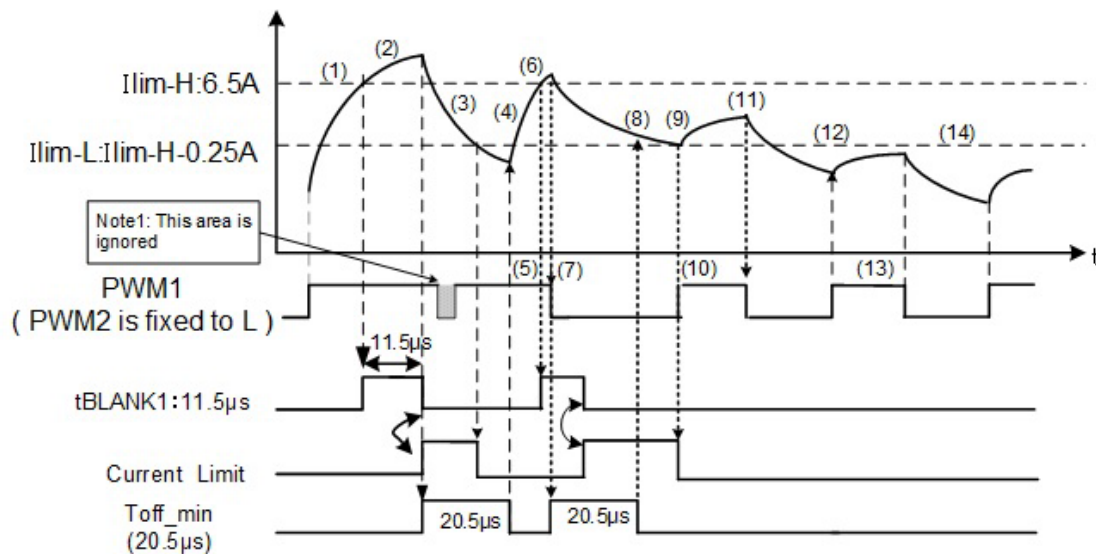 (1)
(2)
(3)
(4)
(6)
(8)
(9)
(11)
(12)
(14)
Ilim-H:6.5A
Ilim-L:Ilim-H-0.25A
Note1: This area is
ignored
t
(5)
(7)
(10)
(13)
PWM1
( PWM2 is fixed to L )
11.5µs
tBLANK1:11.5µs
Current Limit
Toff_min
(20.5µs)
20.5µs
20.5µs